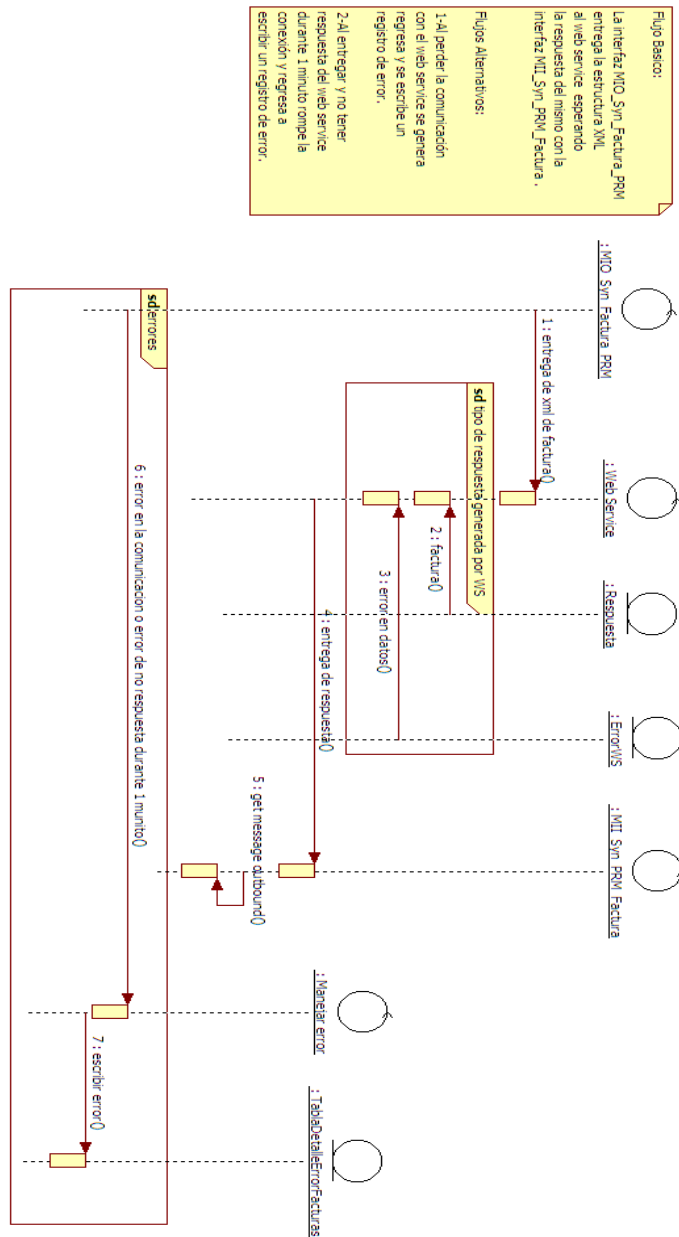 Flujo Basico:
La interfaz MIO_Syn_Factura_PRM
entrega la estructura XML
al web service esperando
la respuesta del mismo con la
interfaz MII_Syn_PRM_Factura .
Flujos Alternativos:
1-Al perder la comunicación
con el web service se genera
regresa y se escribe un
registro de error.
2-Al entregar y no tener
respuesta del web service
durante 1 minuto rompe la
conexión y regresa a
escribir un registro de error.
: MIO_Syn_Factura_PRM
: Web Service
: Respuesta
: ErrorWS
: MII_Syn_PRM_Factura
: Manejar error
: TablaDetalleErrorFacturas
1 : entrega de xml de factura()
sd tipo de respuesta generada por WS
2 : factura()
3 : error en datos()
4 : entrega de respuesta()
5 : get message outbound()
sd errores
6 : error en la comunicacion o error de no respuesta durante 1 munito()
7 : escribir error()